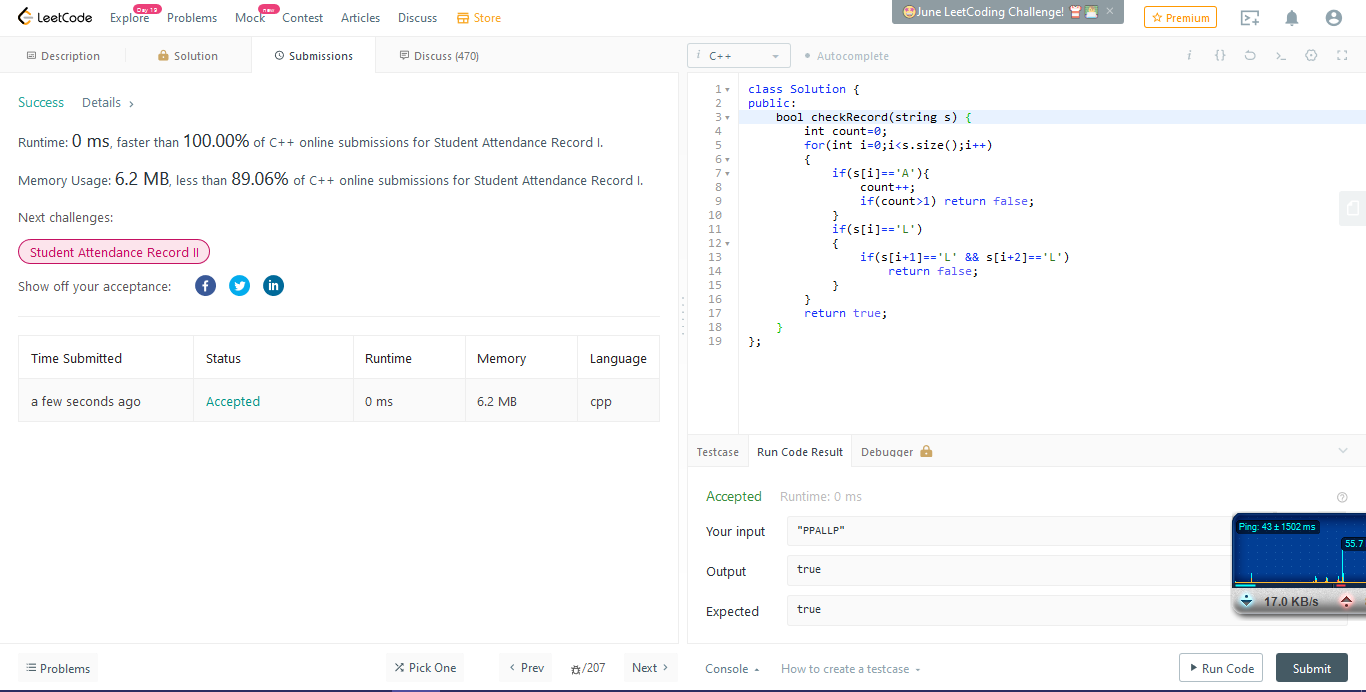 LeetCode
Explore
Day 19
Problems
Mock
new
Contest
Articles
Discuss
Store
June LeetCoding Challenge!
Premium
Description
Solution
Submissions
Discuss (470)
i C++
Autocomplete
Success
Details
Runtime: 0 ms, faster than 100.00% of C++ online submissions for Student Attendance Record I.
Memory Usage: 6.2 MB, less than 89.06% of C++ online submissions for Student Attendance Record I.
Next challenges:
Student Attendance Record II
Show off your acceptance:
Time Submitted Status Runtime Memory Language
a few seconds ago Accepted 0 ms 6.2 MB cpp
1 class Solution {
2 public:
3 bool checkRecord(string s) {
4 int count=0;
5 for(int i=0;i<s.size();i++)
6 {
7 if(s[i]=='A'){
8 count++;
9 if(count>1) return false;
10 }
11 if(s[i]=='L')
12 {
13 if(s[i+1]=='L' && s[i+2]=='L')
14 return false;
15 }
16 }
17 return true;
18 }
19 };
Testcase Run Code Result Debugger
Accepted Runtime: 0 ms
Your input "PPALLP"
Output true
Expected true
Ping: 43 ± 1502 ms
55.7
17.0 KB/s
Problems
Pick One
Prev
/207
Next
Console
How to create a testcase
Run Code
Submit